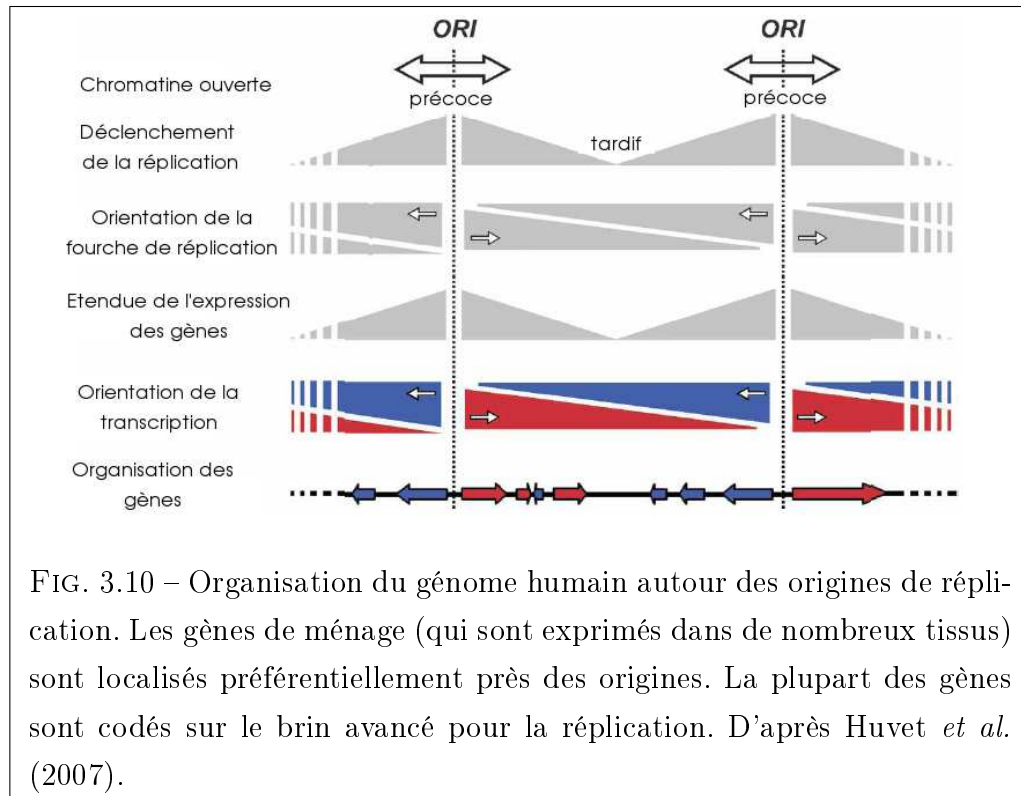 ORI ORI
Chromatine ouverte
précoce précoce
Déclenchement
de la réplication
tardif
Orientation de la
fourche de réplication
Etendue de l'expression
des gènes
Orientation de la
transcription
Organisation des
gènes
FIG. 3.10 – Organisation du génome humain autour des origines de répli-
cation. Les gènes de ménage (qui sont exprimés dans de nombreux tissus)
sont localisés préférentiellement près des origines. La plupart des gènes
sont codés sur le brin avancé pour la réplication. D'après Huvet et al.
(2007).